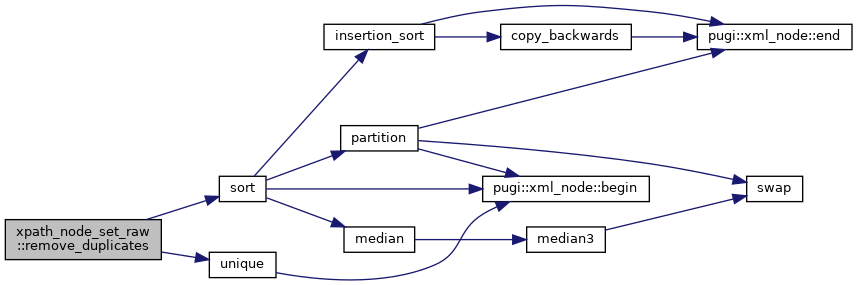 insertion_sort
copy_backwards
pugi::xml_node::end
partition
sort
pugi::xml_node::begin
swap
xpath_node_set_raw
::remove_duplicates
median
median3
unique